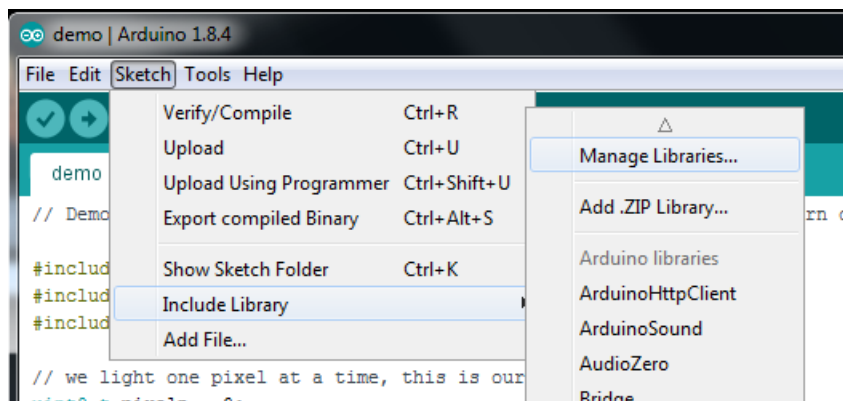 demo | Arduino 1.8.4
File Edit Sketch Tools Help
Verify/Compile Ctrl+R
Upload Ctrl+U
Upload Using Programmer Ctrl+Shift+U
Export compiled Binary Ctrl+Alt+S
Show Sketch Folder Ctrl+K
Include Library
Add File...
Manage Libraries...
Add .ZIP Library...
Arduino libraries
ArduinoHttpClient
ArduinoSound
AudioZero
Bridge
demo
// Demo
#includ
#includ
#includ
// we light one pixel at a time, this is our